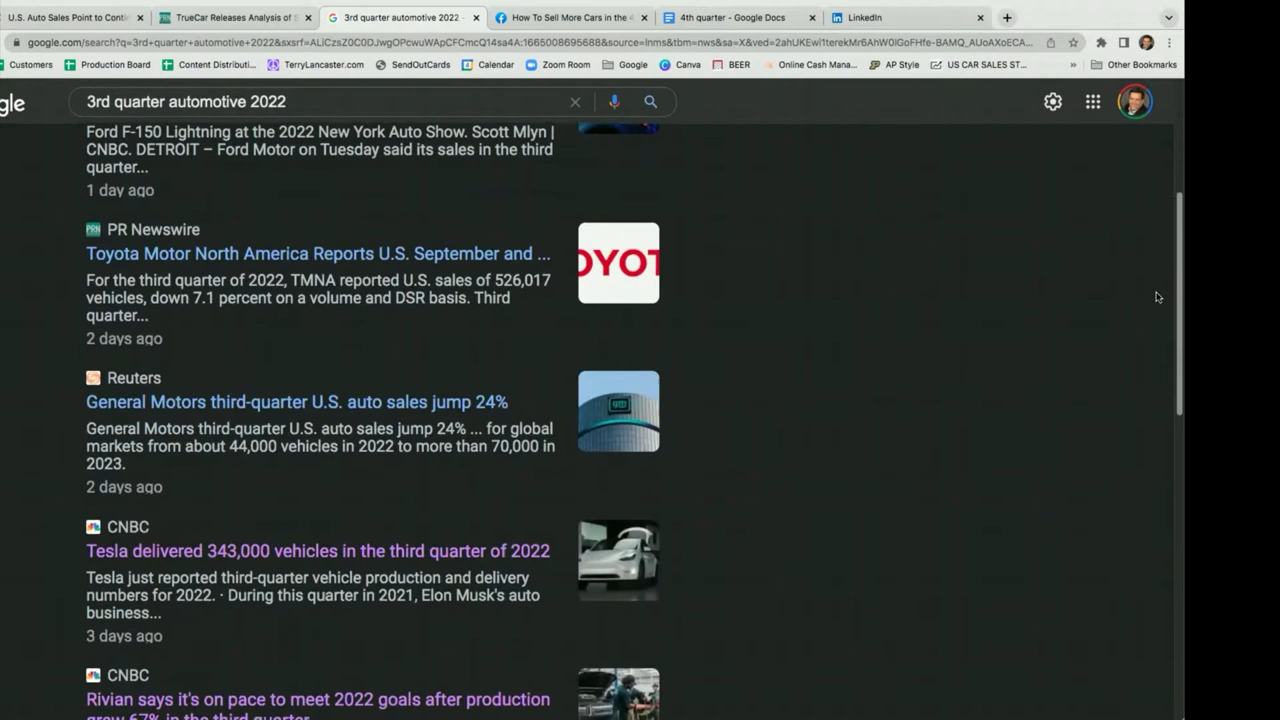 U.S. Auto Sales Point to Conti
TrueCar Releases Analysis of S
3rd quarter automotive 2022 -
How To Sell More Cars in the 4
4th quarter - Google Docs
LinkedIn
Customers
Production Board
Content Distributi...
TerryLancaster.com
SendOutCards
Calendar
Zoom Room
Google
Canva
BEER
Online Cash Mana...
AP Style
US CAR SALES ST...
Other Bookmarks
gle
3rd quarter automotive 2022
Ford F-150 Lightning at the 2022 New York Auto Show. Scott Mlyn |
CNBC. DETROIT – Ford Motor on Tuesday said its sales in the third
quarter...
1 day ago
PRN
PR Newswire
Toyota Motor North America Reports U.S. September and ...
For the third quarter of 2022, TMNA reported U.S. sales of 526,017
vehicles, down 7.1 percent on a volume and DSR basis. Third
quarter...
2 days ago
OYOT
Reuters
General Motors third-quarter U.S. auto sales jump 24%
General Motors third-quarter U.S. auto sales jump 24% ... for global
markets from about 44,000 vehicles in 2022 to more than 70,000 in
2023.
2 days ago
gm
CNBC
Tesla delivered 343,000 vehicles in the third quarter of 2022
Tesla just reported third-quarter vehicle production and delivery
numbers for 2022. · During this quarter in 2021, Elon Musk's auto
business...
3 days ago
CNBC
Rivian says it's on pace to meet 2022 goals after production
grew 67% in the third quarter